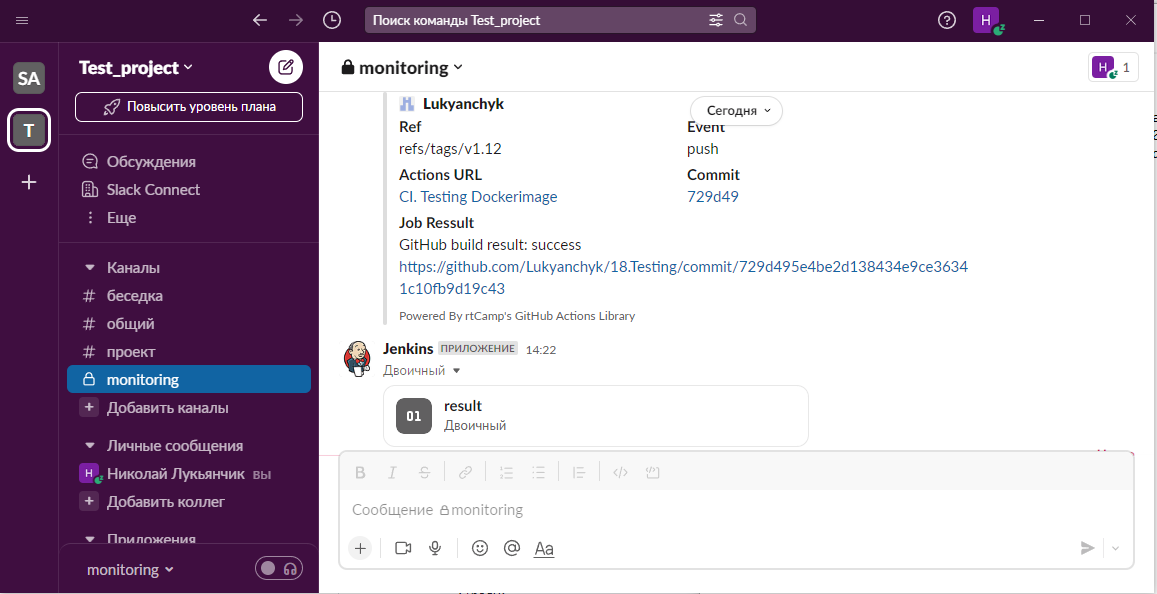 Поиск команды Test_project
H
SA
T
Test_project
Повысить уровень плана
Обсуждения
Slack Connect
Еще
Каналы
# беседка
# общий
# проект
monitoring
+ Добавить каналы
Личные сообщения
H Николай Лукьянчик вы
+ Добавить коллег
Приложения
monitoring
monitoring
H 1
Lukyanchyk
Сегодня
Ref
Event
refs/tags/v1.12
push
Actions URL
Commit
CI. Testing Dockerimage
729d49
Job Ressult
GitHub build result: success
https://github.com/Lukyanchyk/18.Testing/commit/729d495e4be2d138434e9ce3634
1c10fb9d19c43
Powered By rtCamp's GitHub Actions Library
Jenkins ПРИЛОЖЕНИЕ 14:22
Двоичный
01
result
Двоичный
B I S
Сообщение monitoring
+ @ Aa